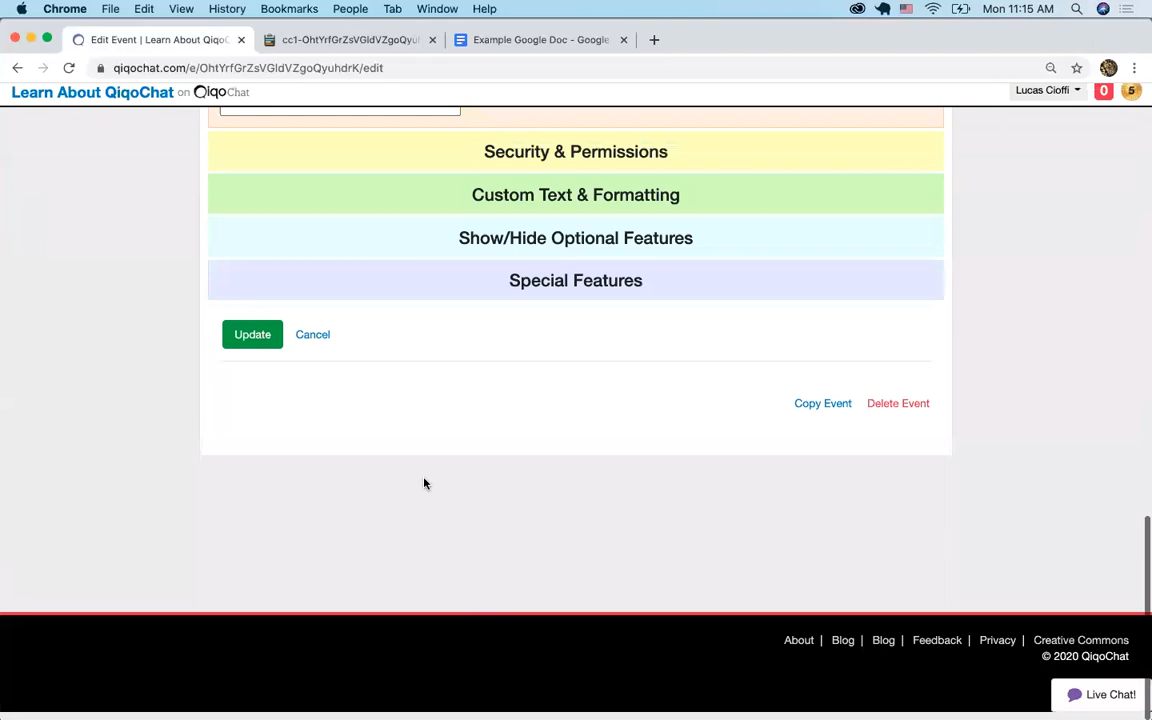 Chrome File Edit View History Bookmarks People Tab Window Help Mon 11:15 AM
Edit Event | Learn About Qiqo
cc1-OhtYrfGrZsVGldVZgoQyu
Example Google Doc - Google
qiqochat.com/e/OhtYrfGrZsVGldVZgoQyuhdrK/edit
Learn About QiqoChat on QiqoChat
Lucas Cioffi 0 5
Security & Permissions
Custom Text & Formatting
Show/Hide Optional Features
Special Features
Update Cancel
Copy Event Delete Event
About | Blog | Blog | Feedback | Privacy | Creative Commons
© 2020 QiqoChat
Live Chat!